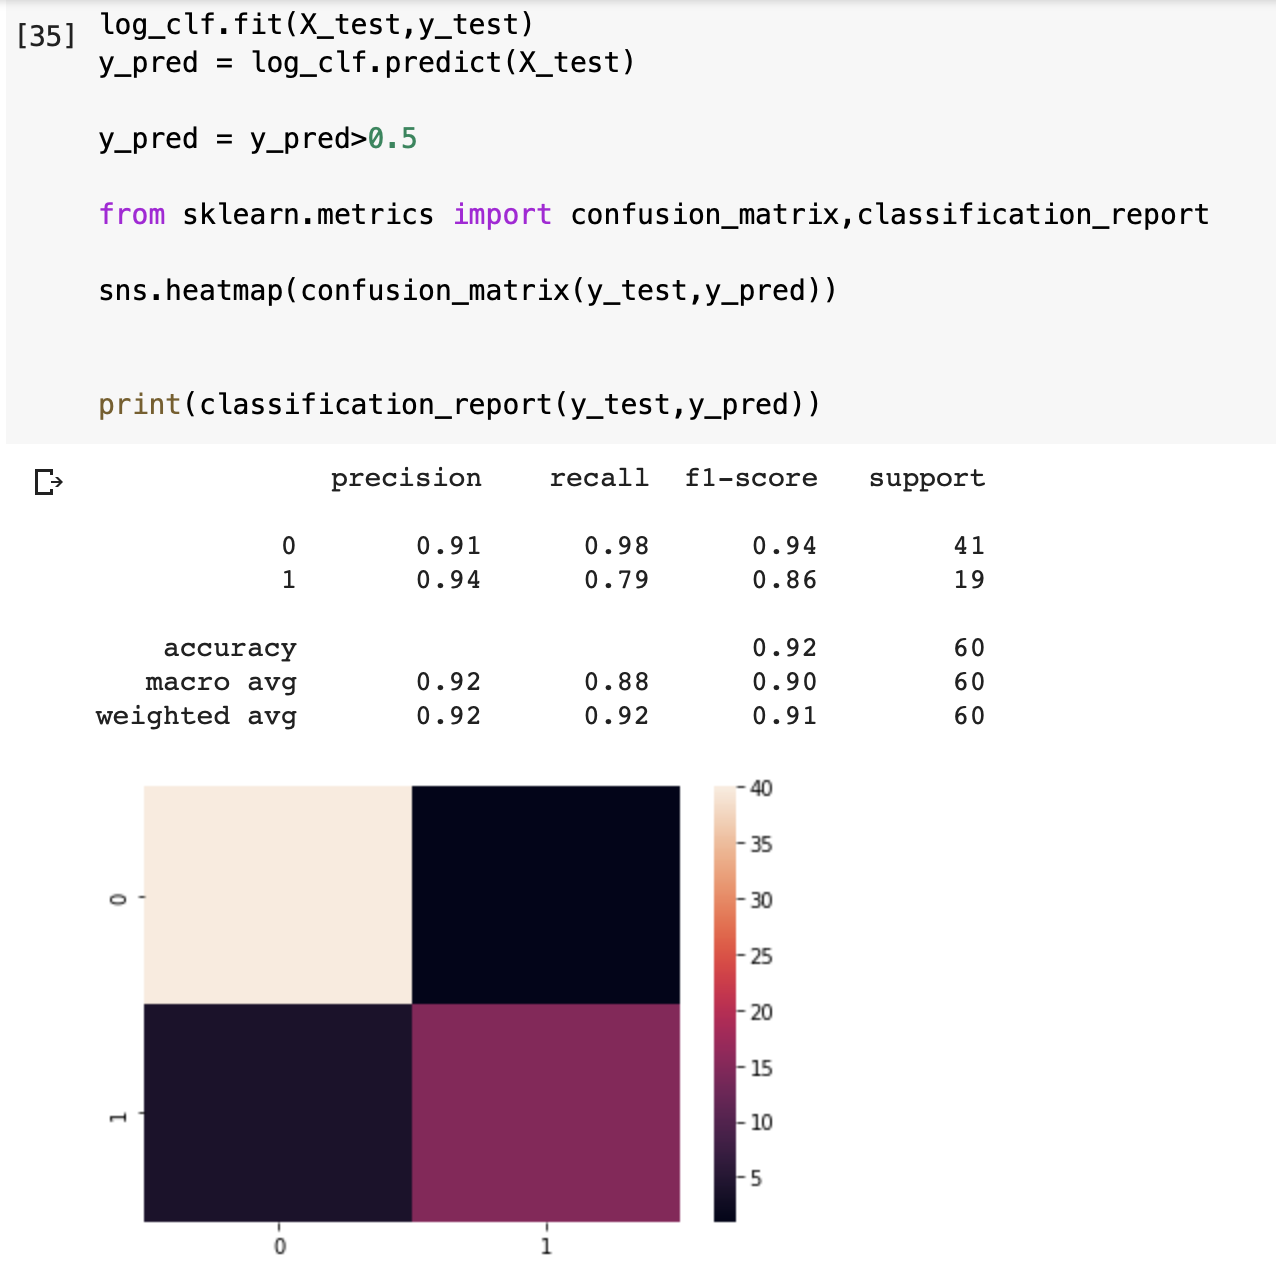 [35] log_clf.fit(X_test,y_test)
y_pred = log_clf.predict(X_test)
y_pred = y_pred>0.5
from sklearn.metrics import confusion_matrix,classification_report
sns.heatmap(confusion_matrix(y_test,y_pred))
print(classification_report(y_test,y_pred))
precision recall f1-score support
0 0.91 0.98 0.94 41
1 0.94 0.79 0.86 19
accuracy 0.92 60
macro avg 0.92 0.88 0.90 60
weighted avg 0.92 0.92 0.91 60
40
35
30
25
20
15
10
5
0
1
0 1